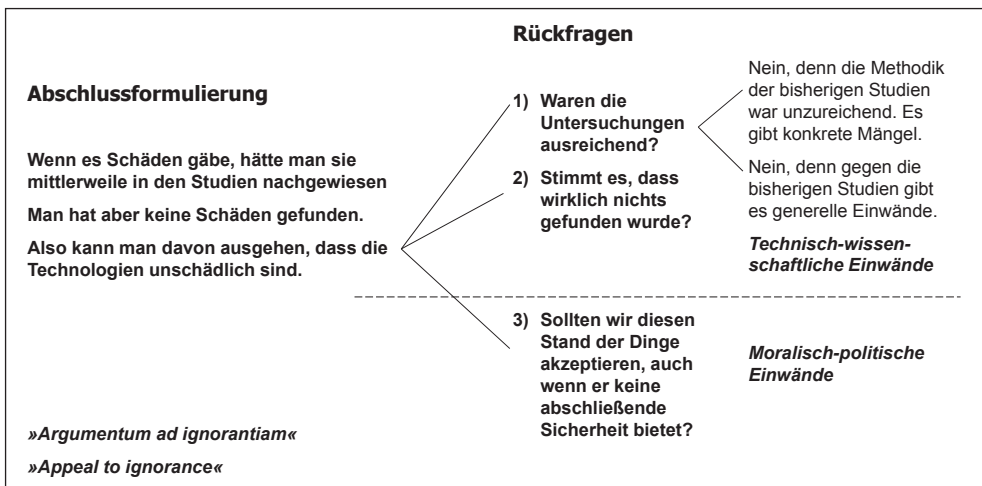 Abschlussformulierung
Wenn es Schäden gäbe, hätte man sie
mittlerweile in den Studien nachgewiesen
Man hat aber keine Schäden gefunden.
Also kann man davon ausgehen, dass die
Technologien unschädlich sind.
»Argumentum ad ignorantiam«
»Appeal to ignorance«
Rückfragen
1) Waren die
Untersuchungen
ausreichend?
2) Stimmt es, dass
wirklich nichts
gefunden wurde?
3) Sollten wir diesen
Stand der Dinge
akzeptieren, auch
wenn er keine
abschließende
Sicherheit bietet?
Nein, denn die Methodik
der bisherigen Studien
war unzureichend. Es
gibt konkrete Mängel.
Nein, denn gegen die
bisherigen Studien gibt
es generelle Einwände.
Technisch-wissen-
schaftliche Einwände
Moralisch-politische
Einwände